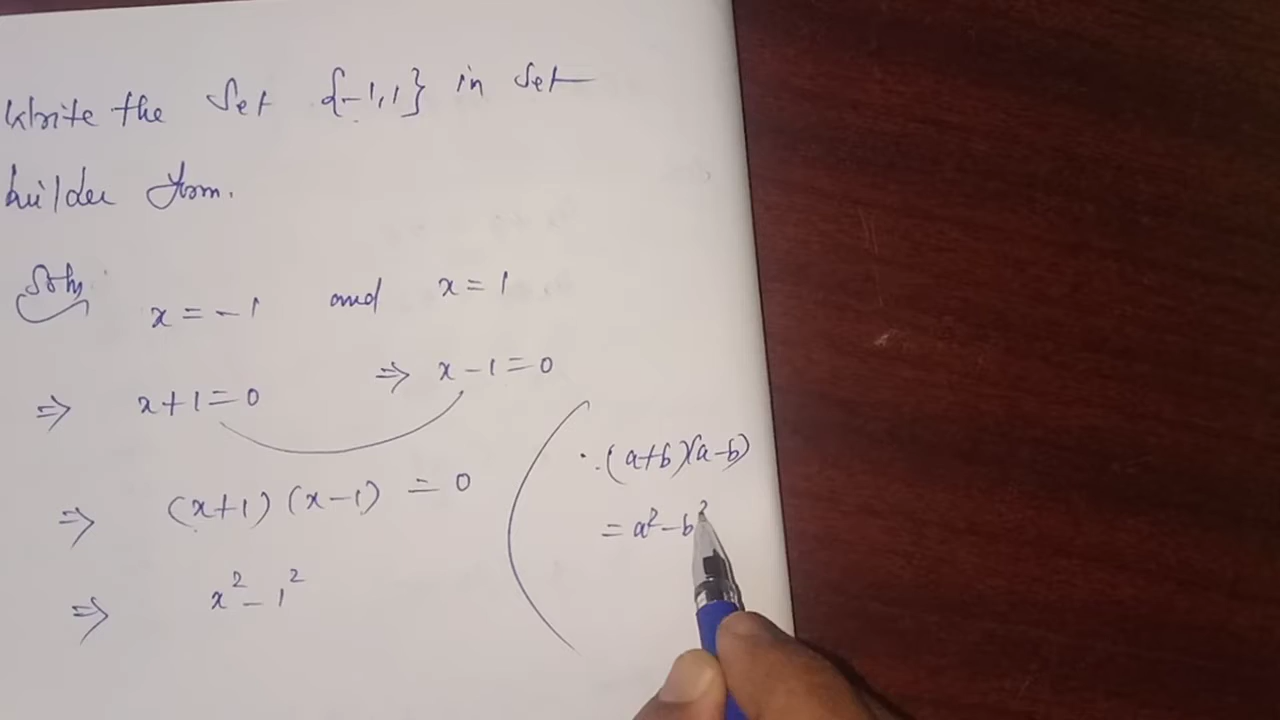 Write the Set {-1,1} in Set
builder form.
Soln
x = -1 and x = 1
⇒ x+1=0 ⇒ x-1=0
⇒ (x+1)(x-1) = 0
∵ (a+b)(a-b)
= a² - b²
⇒ x² - 1²